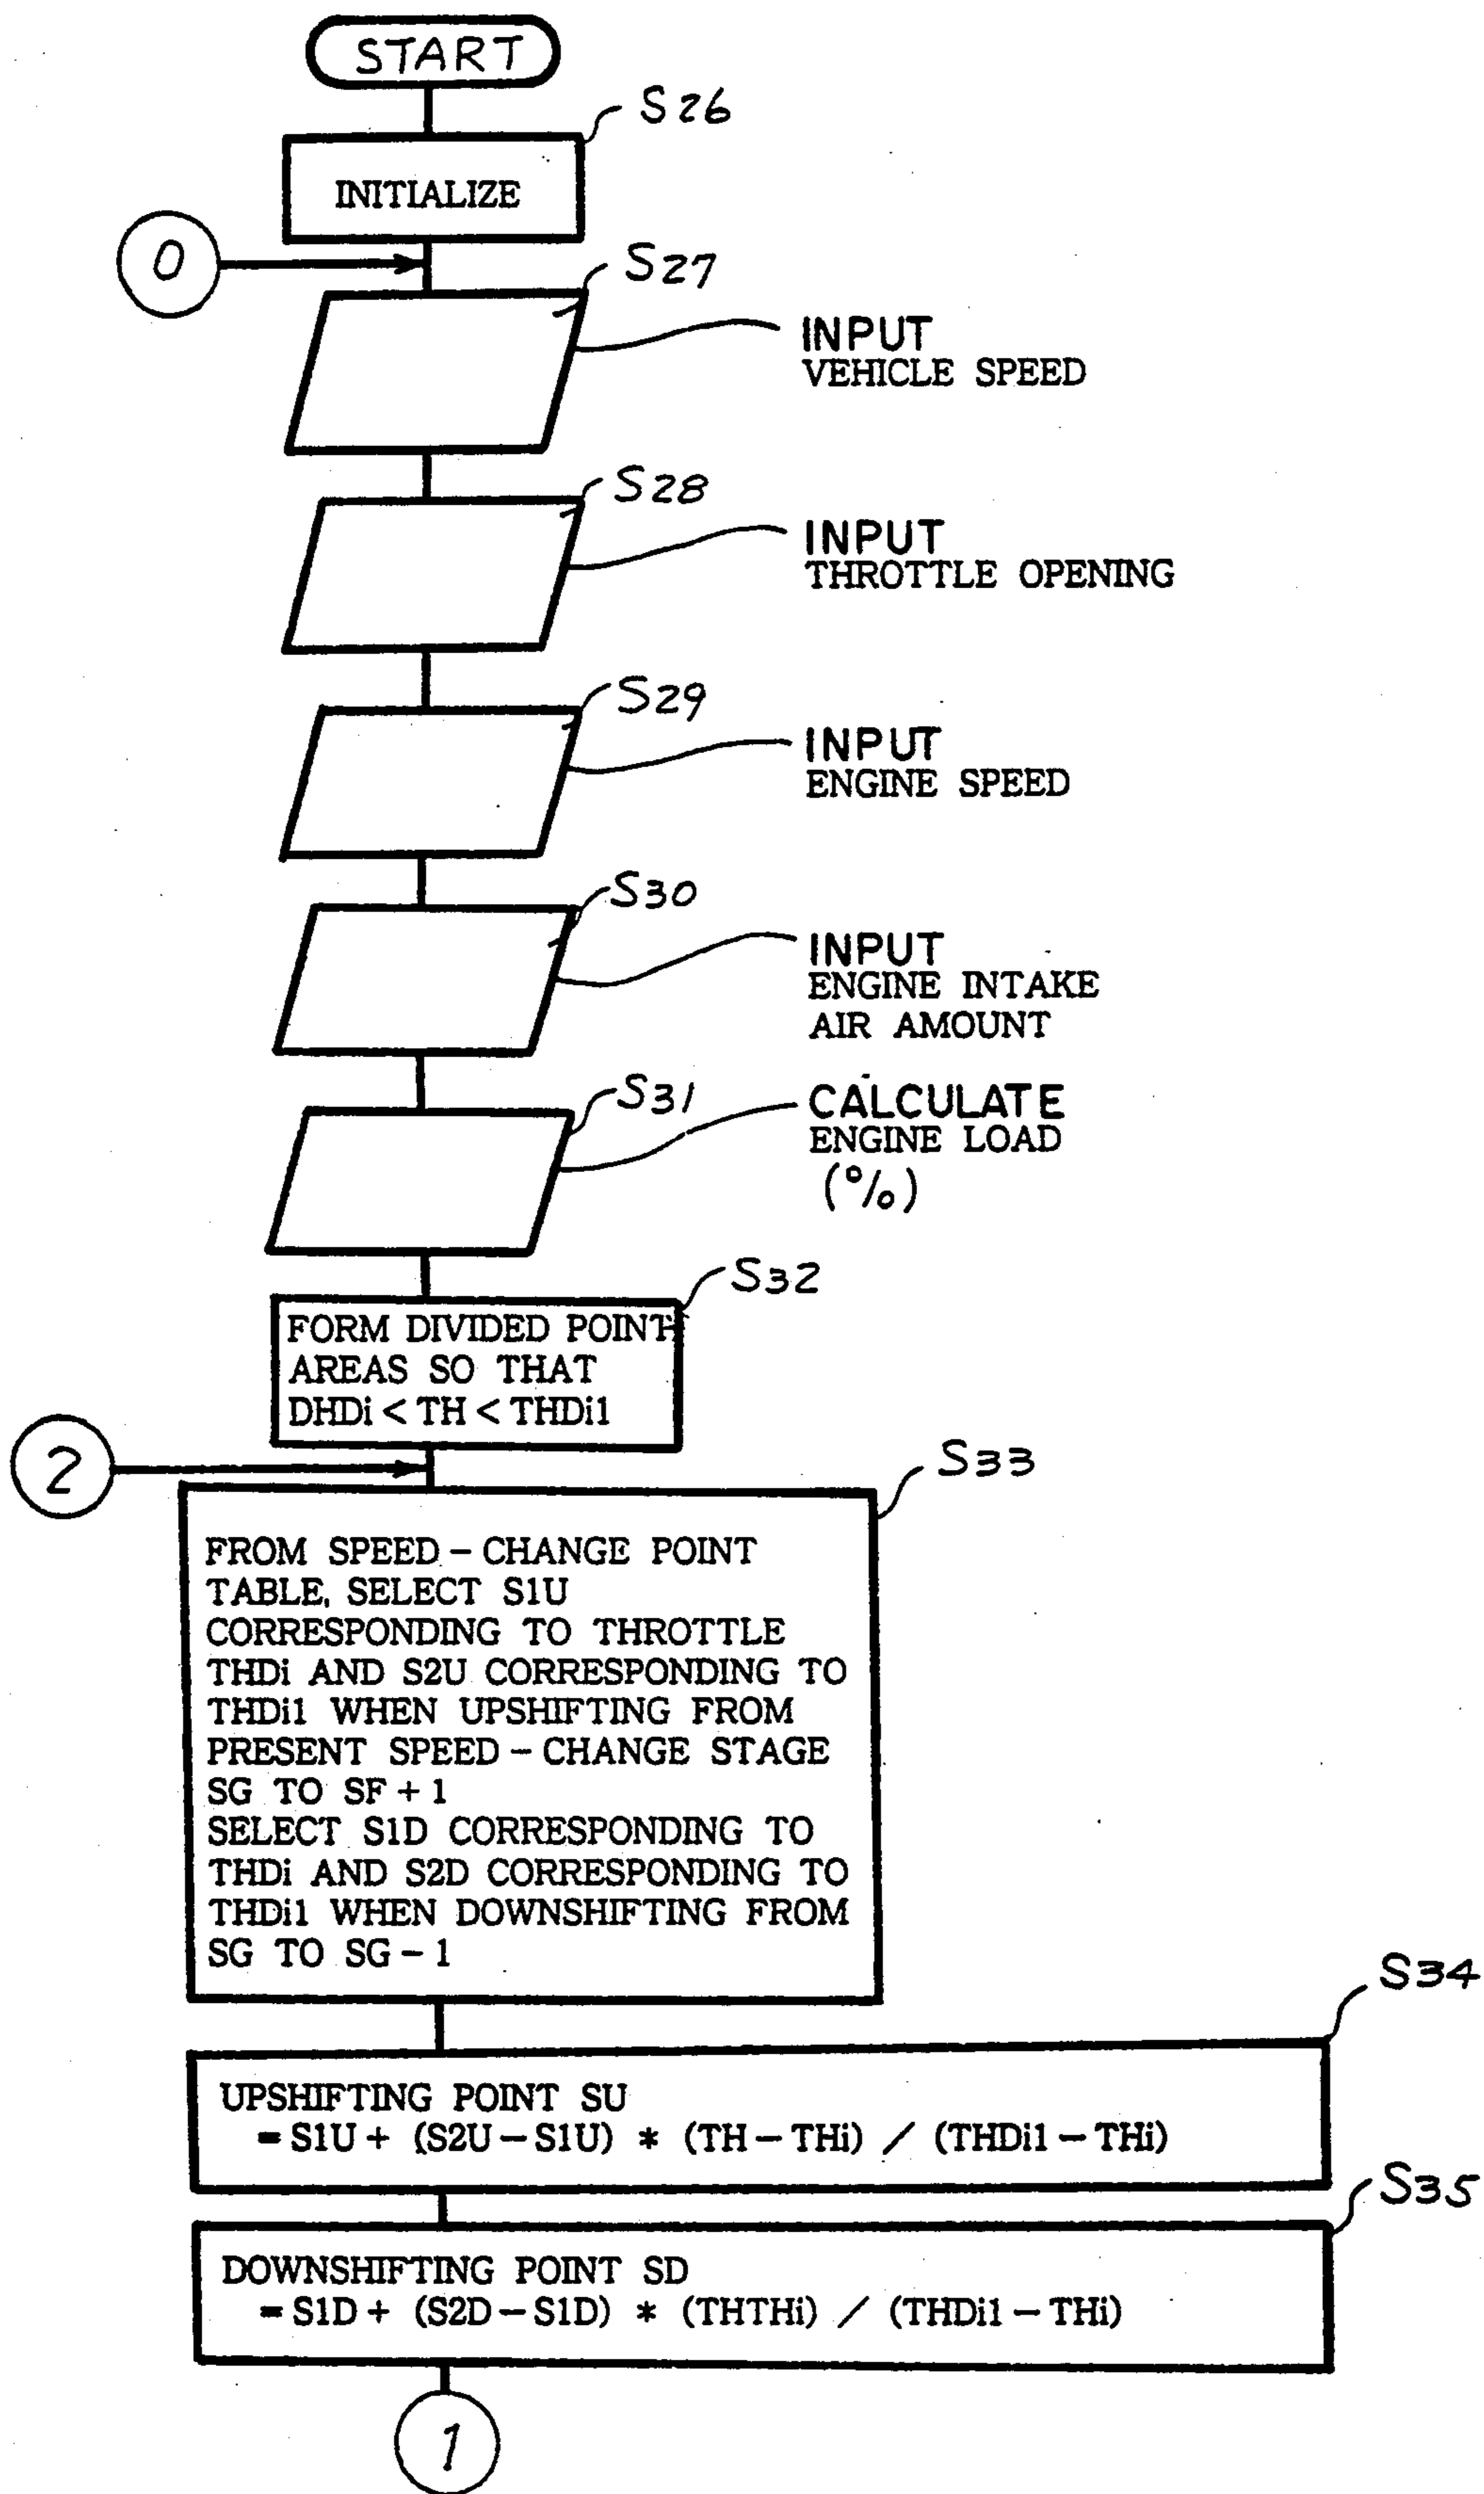 START
S26
INITIALIZE
0
S27
INPUT
VEHICLE SPEED
S28
INPUT
THROTTLE OPENING
S29
INPUT
ENGINE SPEED
S30
INPUT
ENGINE INTAKE
AIR AMOUNT
S31
CALCULATE
ENGINE LOAD
(%)
S32
FORM DIVIDED POINT
AREAS SO THAT
DHDi < TH < THDi1
2
S33
FROM SPEED - CHANGE POINT
TABLE, SELECT S1U
CORRESPONDING TO THROTTLE
THDi AND S2U CORRESPONDING TO
THDi1 WHEN UPSHIFTING FROM
PRESENT SPEED - CHANGE STAGE
SG TO SF + 1
SELECT S1D CORRESPONDING TO
THDi AND S2D CORRESPONDING TO
THDi1 WHEN DOWNSHIFTING FROM
SG TO SG - 1
S34
UPSHIFTING POINT SU
= S1U + (S2U - S1U) * (TH - THi) / (THDi1 - THi)
S35
DOWNSHIFTING POINT SD
= S1D + (S2D - S1D) * (THTHi) / (THDi1 - THi)
1